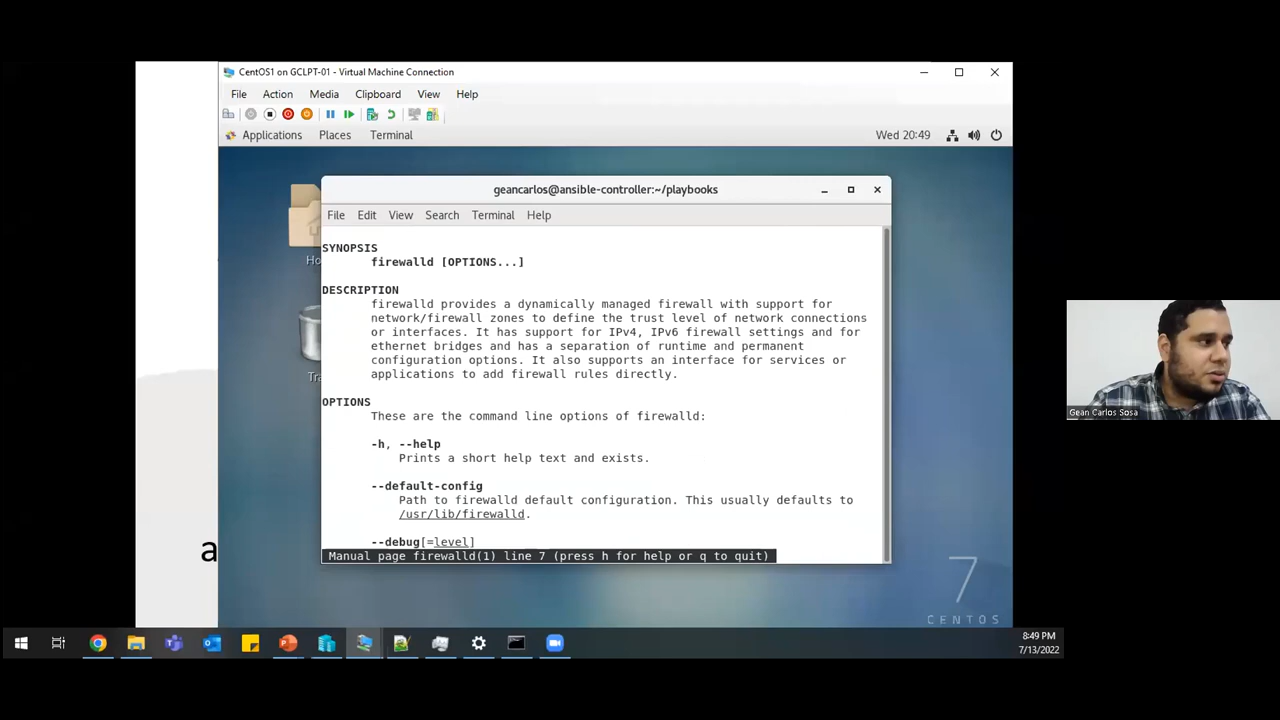 CentOS1 on GCLPT-01 - Virtual Machine Connection
File Action Media Clipboard View Help
Applications Places Terminal Wed 20:49
geancarlos@ansible-controller:~/playbooks
File Edit View Search Terminal Help
SYNOPSIS
firewalld [OPTIONS...]
DESCRIPTION
firewalld provides a dynamically managed firewall with support for
network/firewall zones to define the trust level of network connections
or interfaces. It has support for IPv4, IPv6 firewall settings and for
ethernet bridges and has a separation of runtime and permanent
configuration options. It also supports an interface for services or
applications to add firewall rules directly.
OPTIONS
These are the command line options of firewalld:
-h, --help
Prints a short help text and exists.
--default-config
Path to firewalld default configuration. This usually defaults to
/usr/lib/firewalld.
--debug[=level]
Manual page firewalld(1) line 7 (press h for help or q to quit)
Ho
Tra
a
7
CENTOS
Gean Carlos Sosa
8:49 PM
7/13/2022